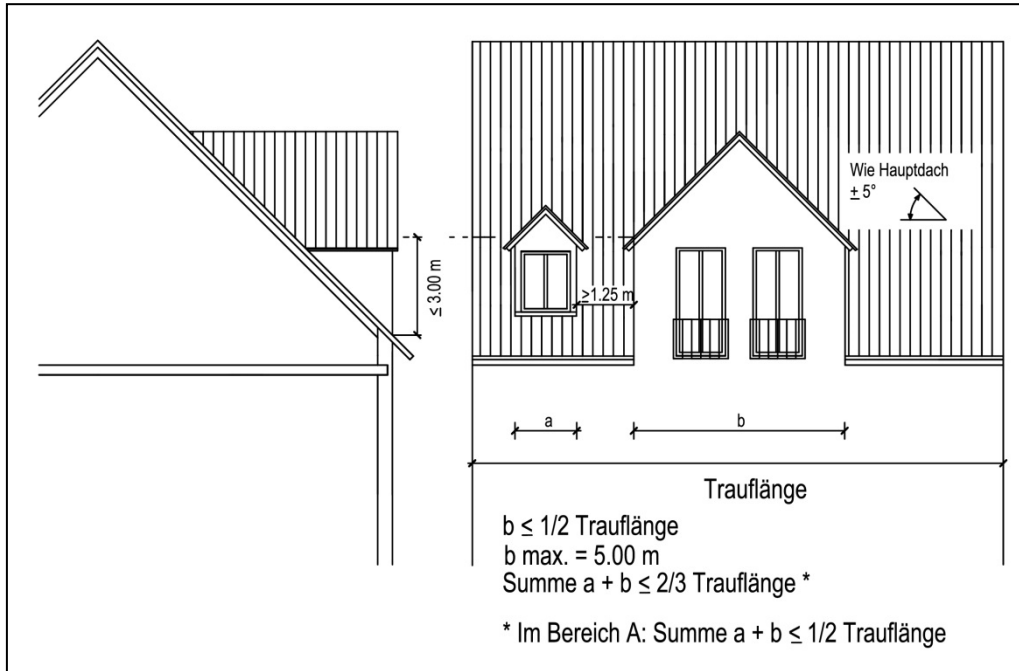 Wie Hauptdach
± 5°
≤ 3.00 m
≥1.25 m
a
b
Trauflänge
b ≤ 1/2 Trauflänge
b max. = 5.00 m
Summe a + b ≤ 2/3 Trauflänge *
* Im Bereich A: Summe a + b ≤ 1/2 Trauflänge